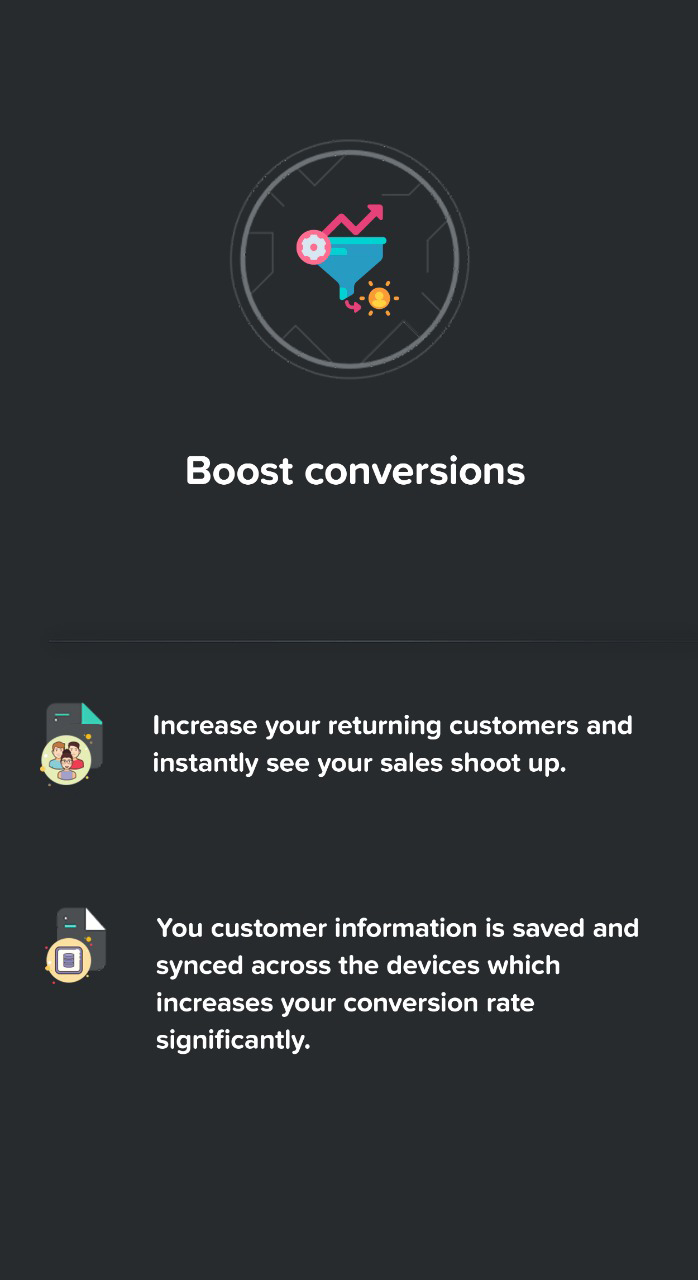 Boost conversions
Increase your returning customers and
instantly see your sales shoot up.
You customer information is saved and
synced across the devices which
increases your conversion rate
significantly.